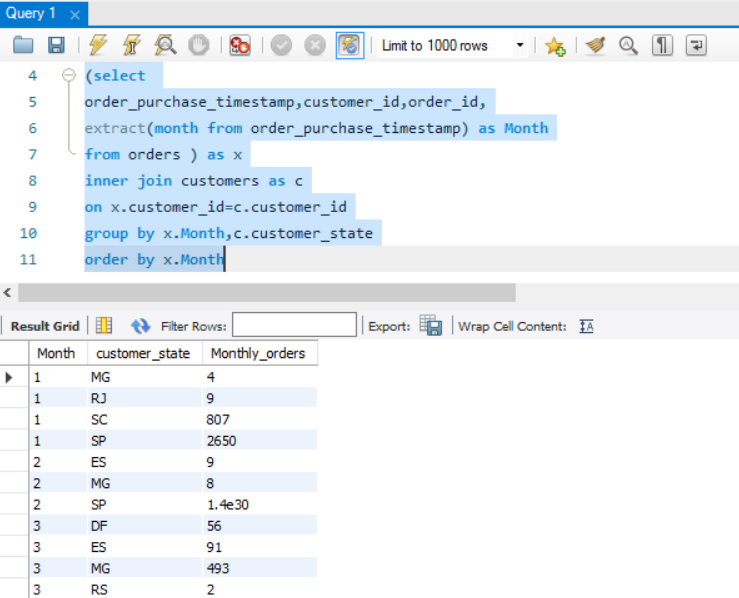 Query 1 ×
Limit to 1000 rows
4 (select
5 order_purchase_timestamp,customer_id,order_id,
6 extract(month from order_purchase_timestamp) as Month
7 from orders ) as x
8 inner join customers as c
9 on x.customer_id=c.customer_id
10 group by x.Month,c.customer_state
11 order by x.Month
Result Grid Filter Rows: Export: Wrap Cell Content: IA
Month customer_state Monthly_orders
1 MG 4
1 RJ 9
1 SC 807
1 SP 2650
2 ES 9
2 MG 8
2 SP 1.4e30
3 DF 56
3 ES 91
3 MG 493
3 RS 2